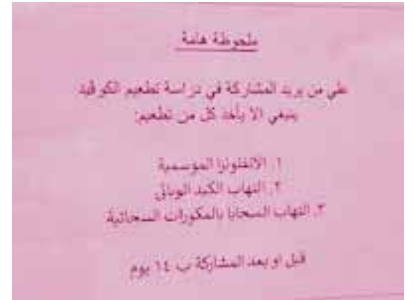 ملحوظة هامة
علي من يريد المشاركة في دراسة تطعيم الكوفيد
ينبغي الا يأخذ كل من تطعيم:
١. الانفلونزا الموسمية
٢. التهاب الكبد الوبائي
٣. التهاب السحايا بالمكورات السحائية
قبل او بعد المشاركة ب ١٤ يوم